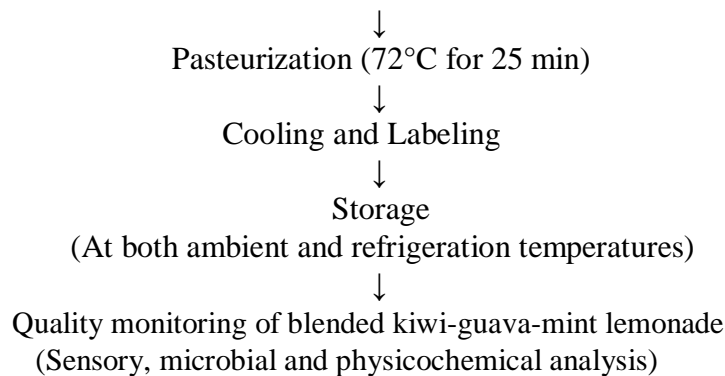 ↓
Pasteurization (72°C for 25 min)
↓
Cooling and Labeling
↓
Storage
(At both ambient and refrigeration temperatures)
↓
Quality monitoring of blended kiwi-guava-mint lemonade
(Sensory, microbial and physicochemical analysis)